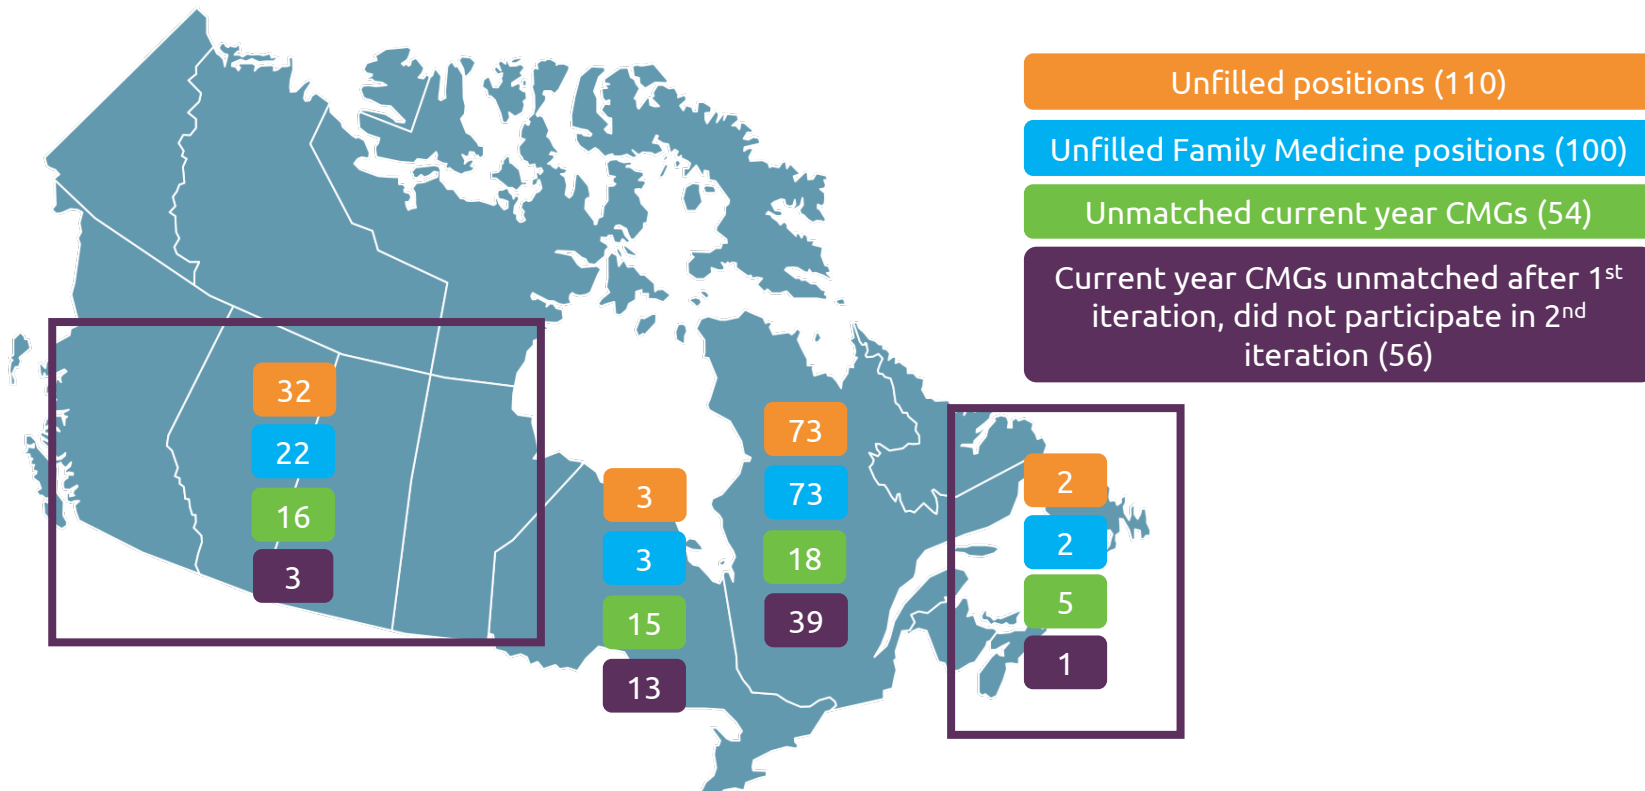 Unfilled positions (110)
Unfilled Family Medicine positions (100)
Unmatched current year CMGs (54)
Current year CMGs unmatched after 1st
iteration, did not participate in 2nd
iteration (56)
32
22
16
3
3
3
15
13
73
73
18
39
2
2
5
1